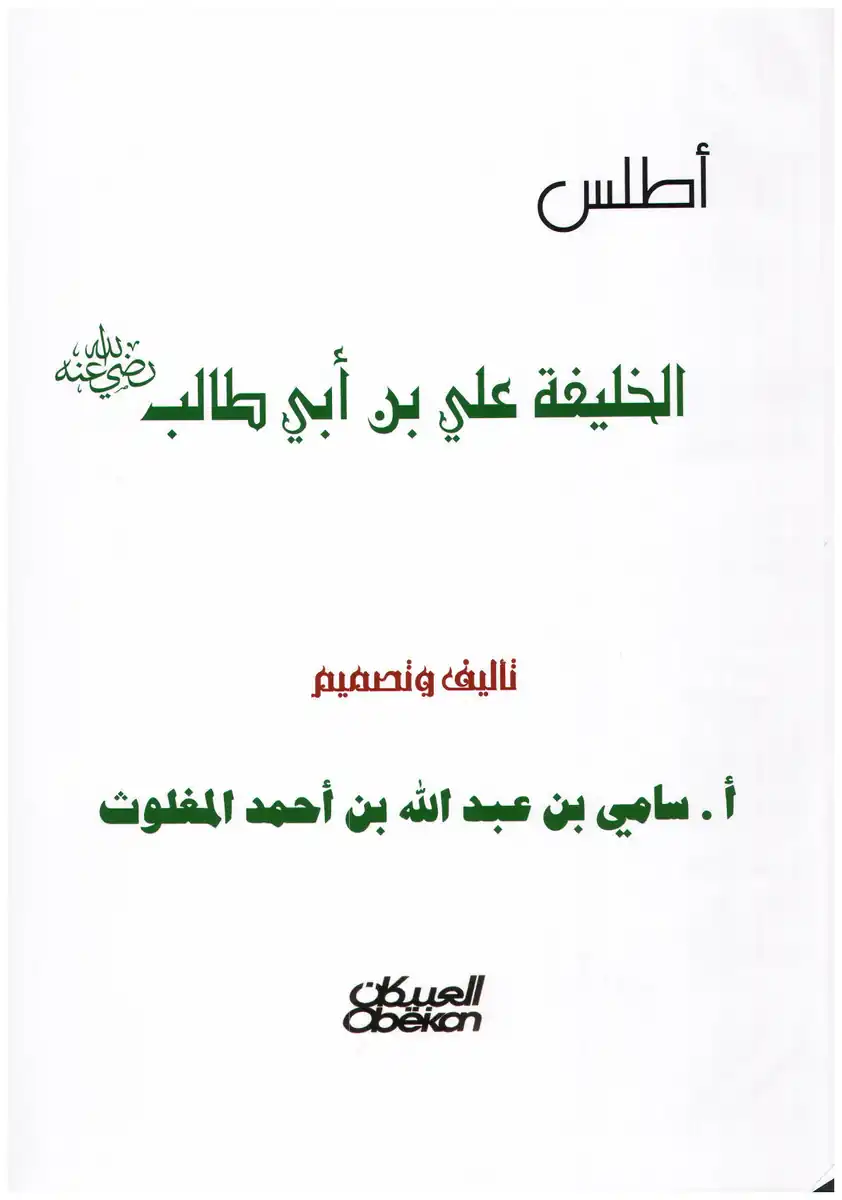 أطلس
الخليفة علي بن أبي طالب رضي الله عنه
تأليف وتصميم
أ. سامي بن عبد الله بن أحمد المغلوث
العبيكان
Obëkan